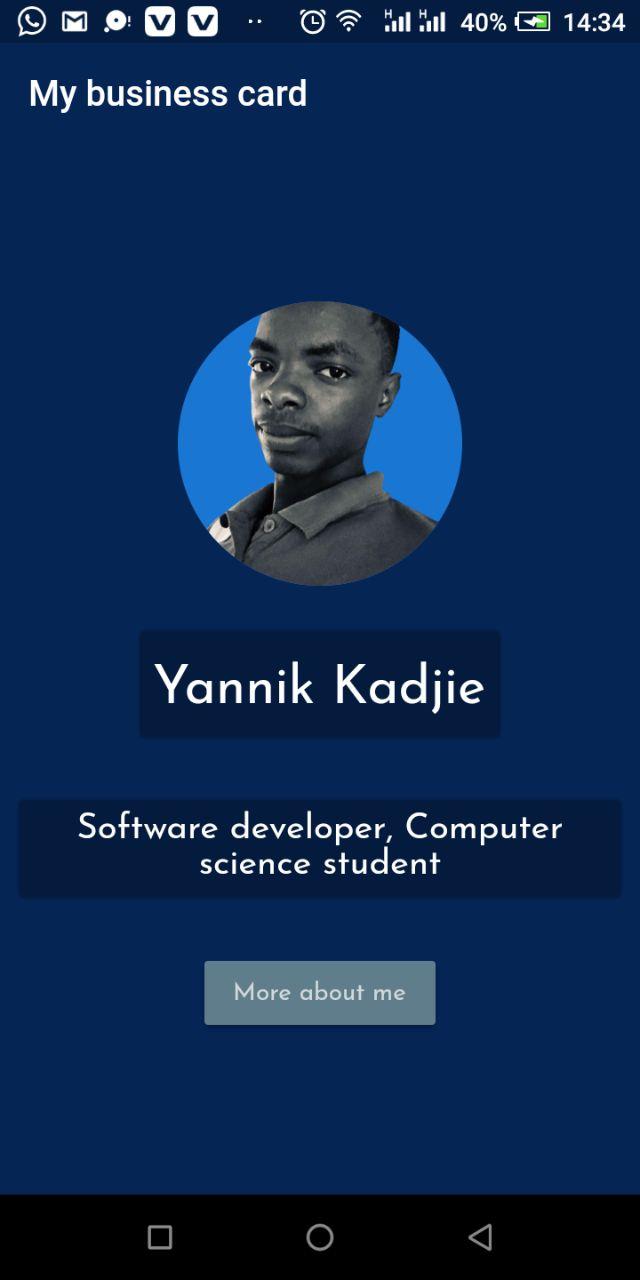 40% 14:34
My business card
Yannik Kadjie
Software developer, Computer
science student
More about me